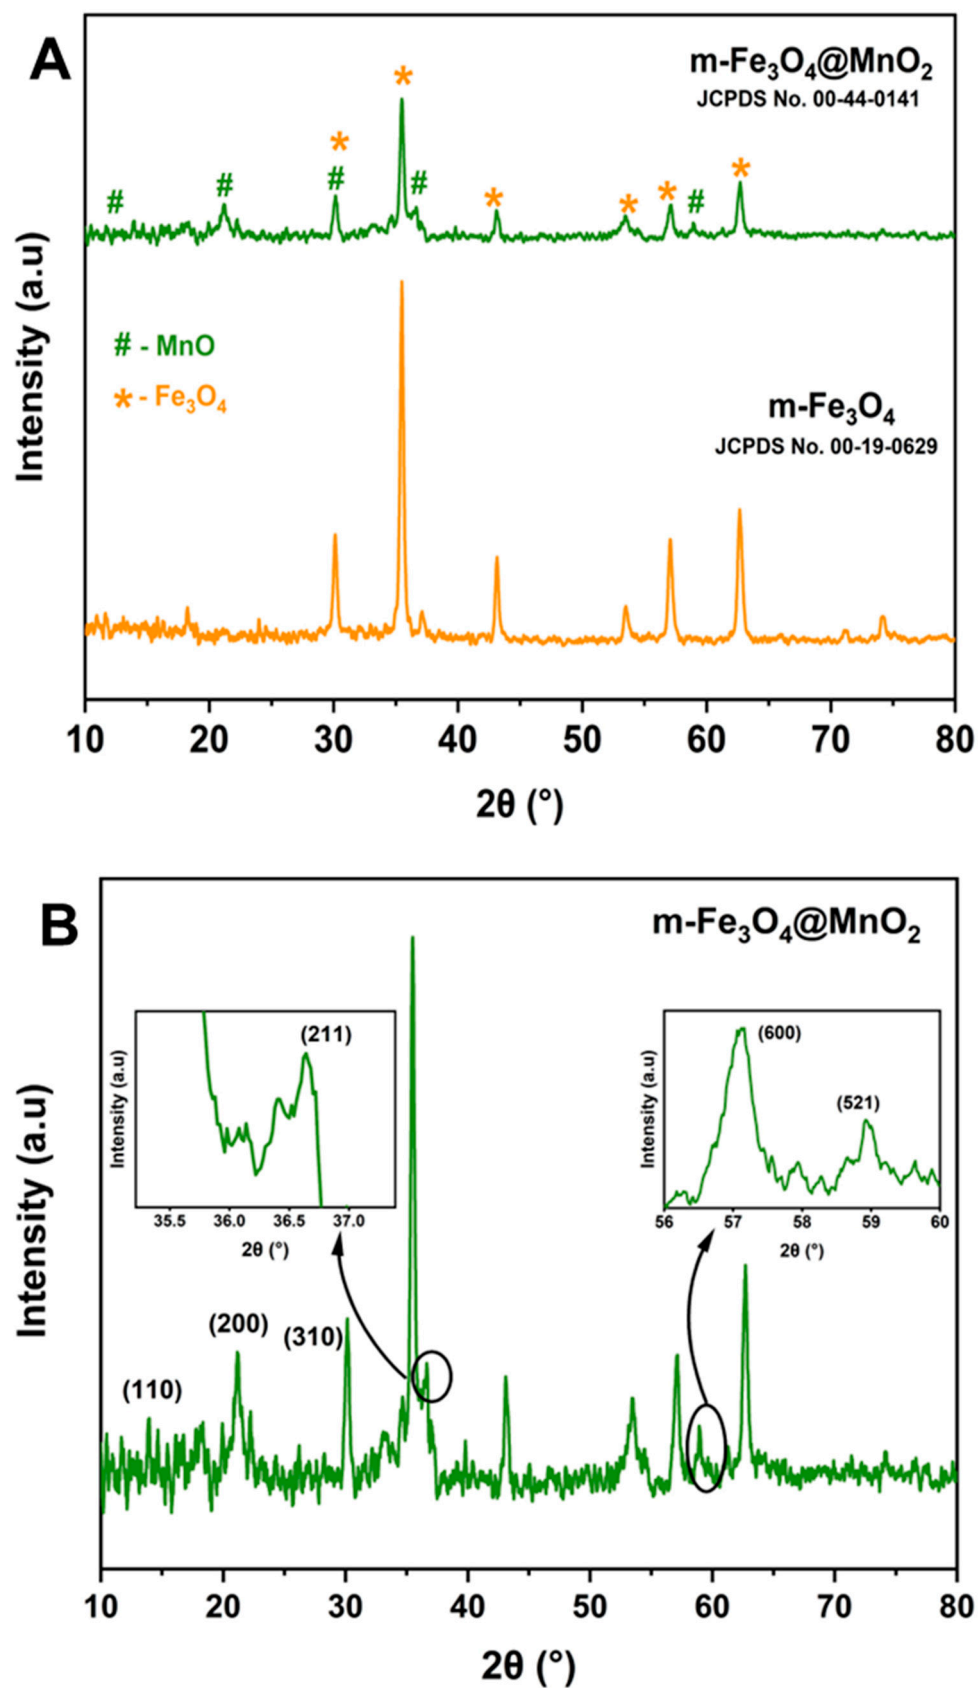 A
m-Fe₃O₄@MnO₂
JCPDS No. 00-44-0141
*
* # # # # * * * # *
# - MnO
* - Fe₃O₄
m-Fe₃O₄
JCPDS No. 00-19-0629
Intensity (a.u)
10 20 30 40 50 60 70 80
2θ (°)
B
m-Fe₃O₄@MnO₂
Intensity (a.u)
(211)
35.5 36.0 36.5 37.0
2θ (°)
Intensity (a.u)
(600)
(521)
56 57 58 59 60
2θ (°)
(110)
(200)
(310)
Intensity (a.u)
10 20 30 40 50 60 70 80
2θ (°)